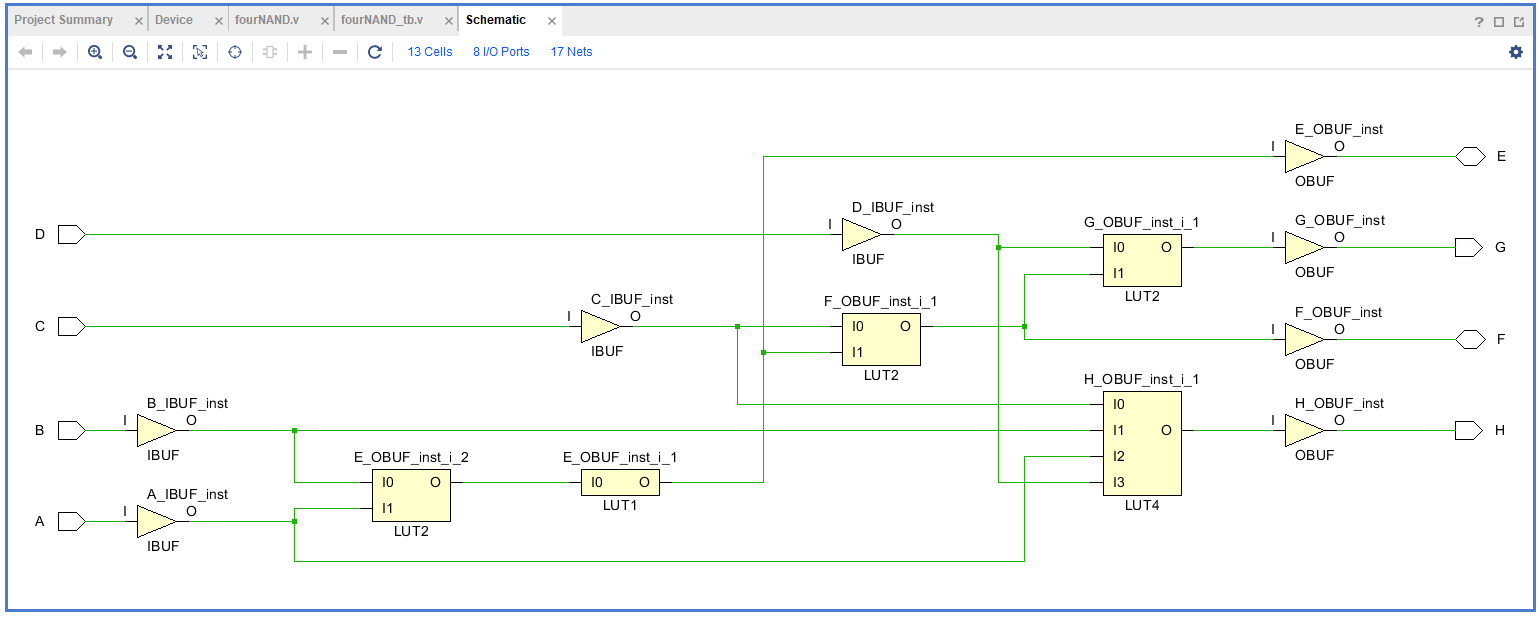 Project Summary × Device × fourNAND.v × fourNAND_tb.v × Schematic × ?
13 Cells 8 I/O Ports 17 Nets
E_OBUF_inst
I O E
OBUF
D_IBUF_inst
D I O
IBUF
G_OBUF_inst_i_1
I0 O
I1
LUT2
G_OBUF_inst
I O G
OBUF
C_IBUF_inst
C I O
IBUF
F_OBUF_inst_i_1
I0 O
I1
LUT2
F_OBUF_inst
I O F
OBUF
B_IBUF_inst
B I O
IBUF
H_OBUF_inst_i_1
I0
I1 O
I2
I3
LUT4
H_OBUF_inst
I O H
OBUF
E_OBUF_inst_i_2
I0 O
I1
LUT2
E_OBUF_inst_i_1
I0 O
LUT1
A_IBUF_inst
A I O
IBUF